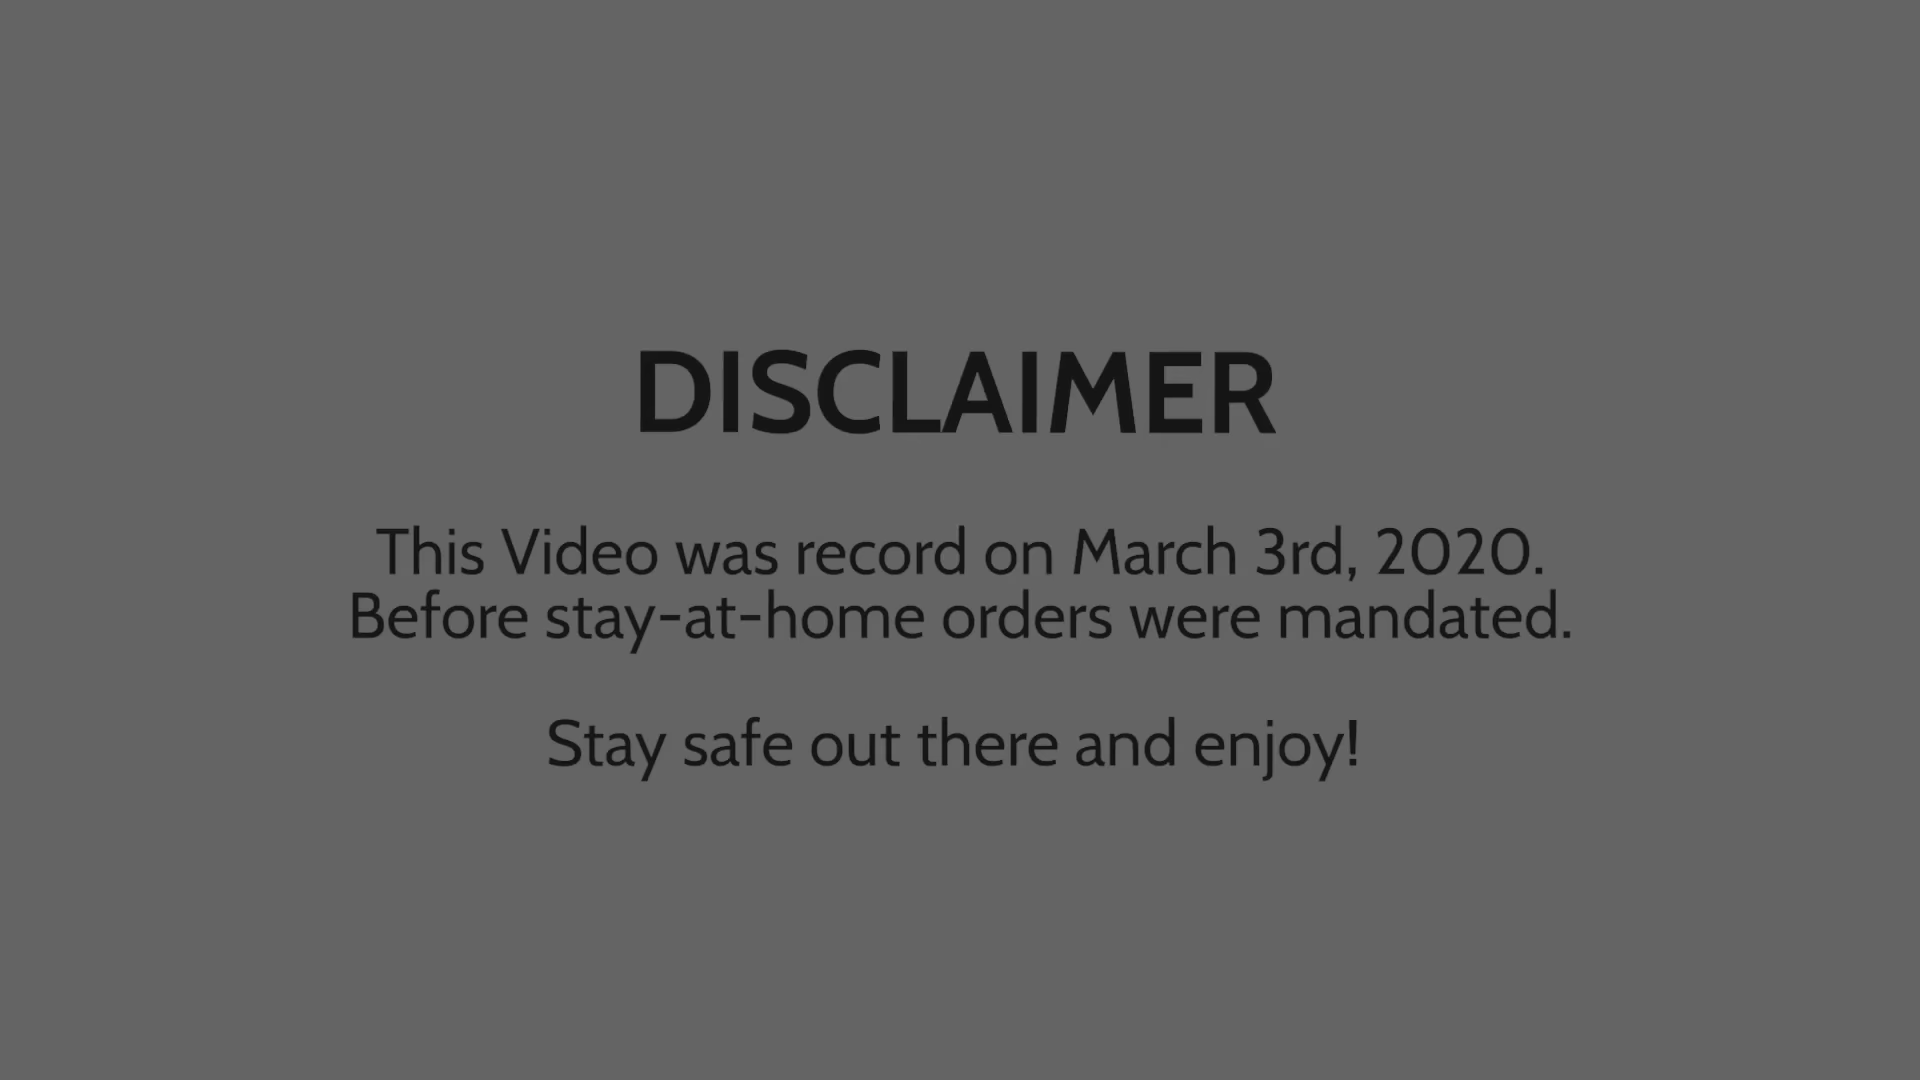 DISCLAIMER
This Video was record on March 3rd, 2020.
Before stay-at-home orders were mandated.
Stay safe out there and enjoy!